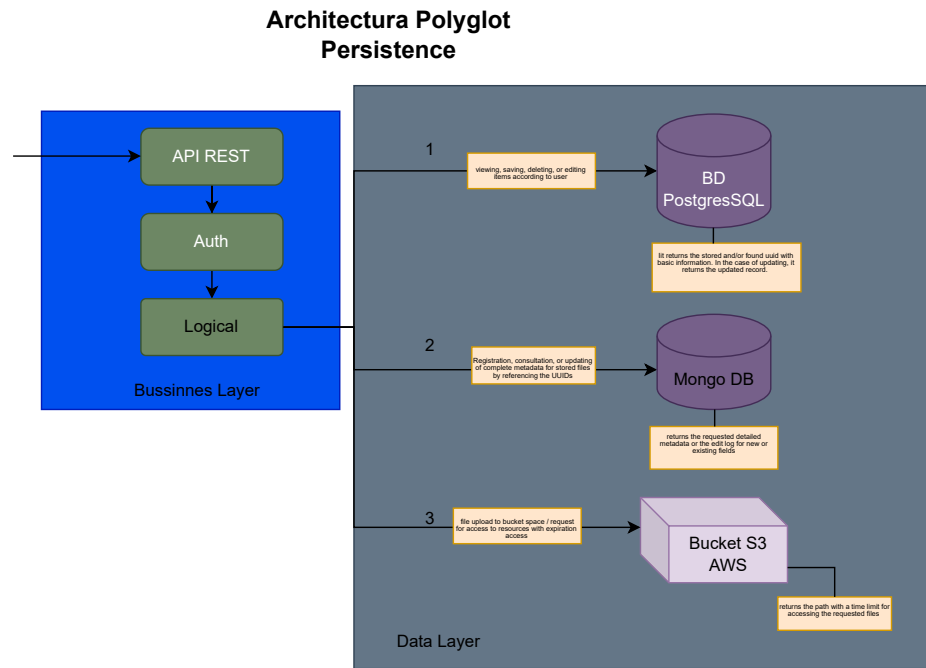 Architectura Polyglot
Persistence
API REST
Auth
Logical
Bussinnes Layer
1
viewing, saving, deleting, or editing
items according to user
BD
PostgresSQL
Iit returns the stored and/or found uuid with
basic information. In the case of updating, it
returns the updated record.
2
Registration, consultation, or updating
of complete metadata for stored files
by referencing the UUIDs
Mongo DB
returns the requested detailed
metadata or the edit log for new or
existing fields
3
file upload to bucket space / request
for access to resources with expiration
access
Bucket S3
AWS
returns the path with a time limit for
accessing the requested files
Data Layer